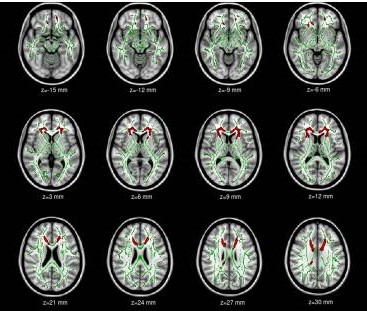 z=-15 mm
z=-12 mm
z=-9 mm
z=-6 mm
z=3 mm
z=6 mm
z=9 mm
z=12 mm
z=21 mm
z=24 mm
z=27 mm
z=30 mm